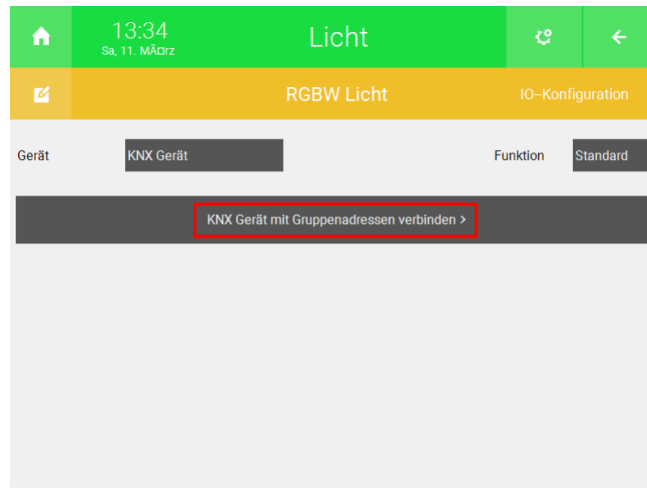 13:34
Sa, 11. MÃ¤rz
Licht
RGBW Licht
IO-Konfiguration
Gerät
KNX Gerät
Funktion
Standard
KNX Gerät mit Gruppenadressen verbinden >